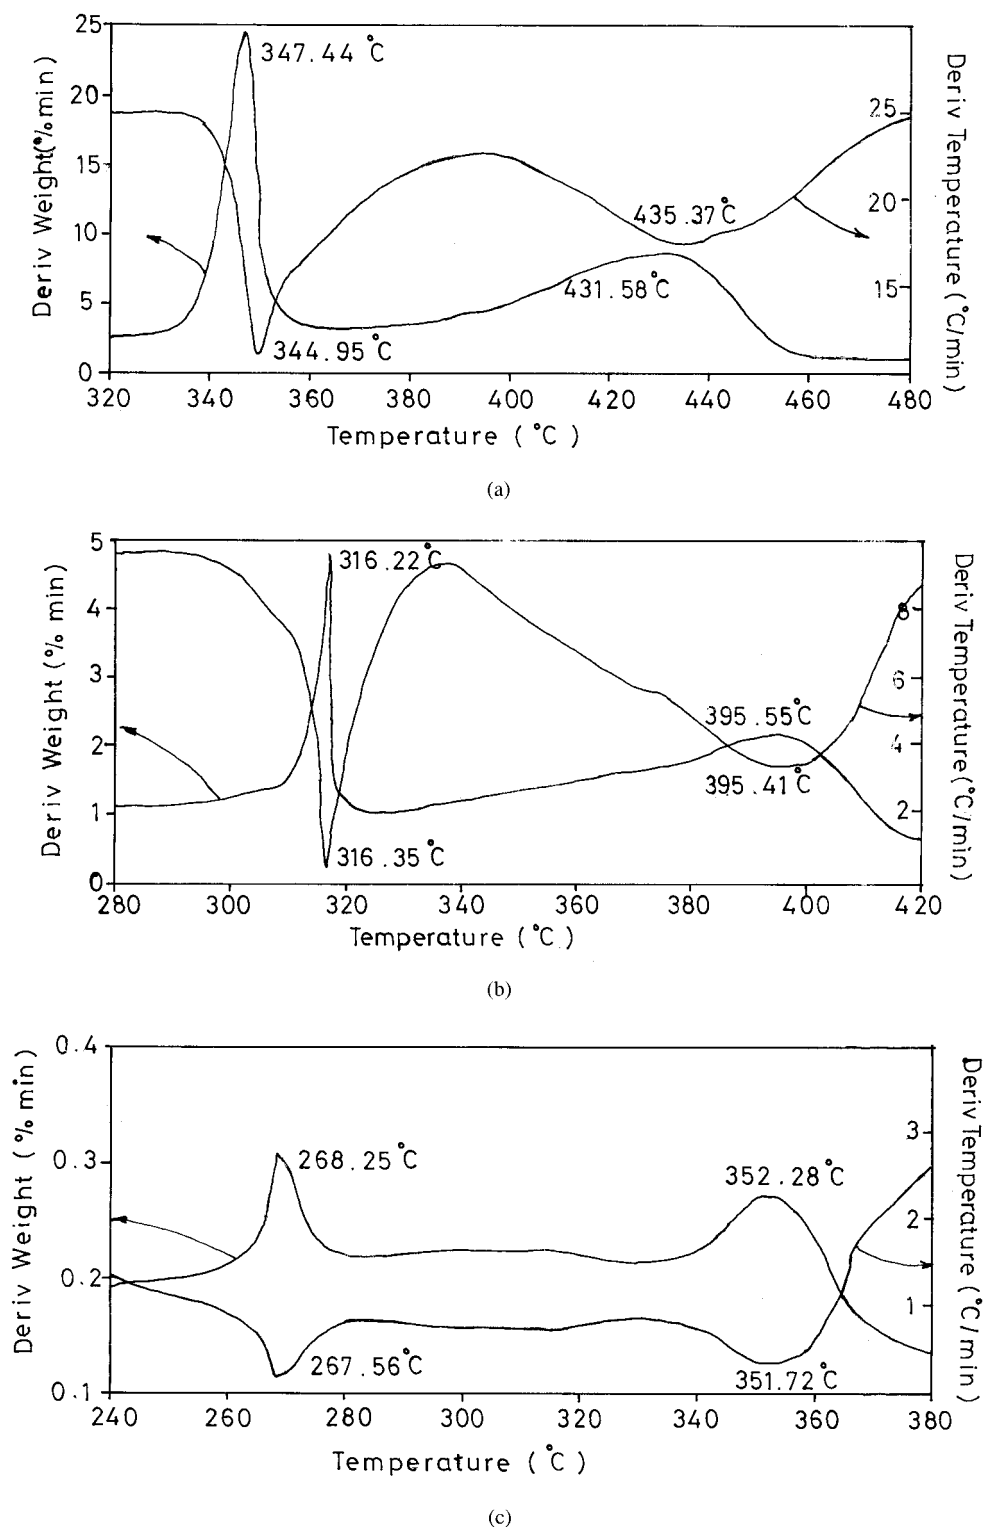 Deriv Weight(%min)
25
20
15
10
5
0
347.44 °C
344.95 °C
435.37°C
431.58°C
25
20
15
Deriv Temperature (°C/min)
320 340 360 380 400 420 440 460 480
Temperature (°C)
(a)
Deriv Weight (% min)
5
4
3
2
1
0
316.22°C
316.35°C
395.55°C
395.41°C
8
6
4
2
Deriv Temperature (°C/min)
280 300 320 340 360 380 400 420
Temperature (°C)
(b)
Deriv Weight (% min)
0.4
0.3
0.2
0.1
268.25°C
267.56°C
352.28°C
351.72°C
3
2
1
Deriv Temperature (°C/min)
240 260 280 300 320 340 360 380
Temperature (°C)
(c)